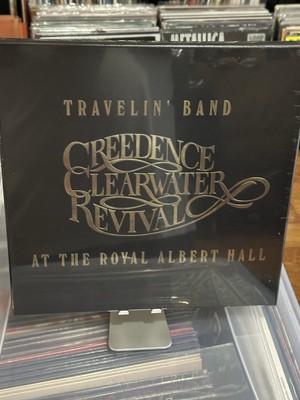 METALLICA
TRAVELIN' BAND
CREEDENCE
CLEARWATER
REVIVAL
AT THE ROYAL ALBERT HALL